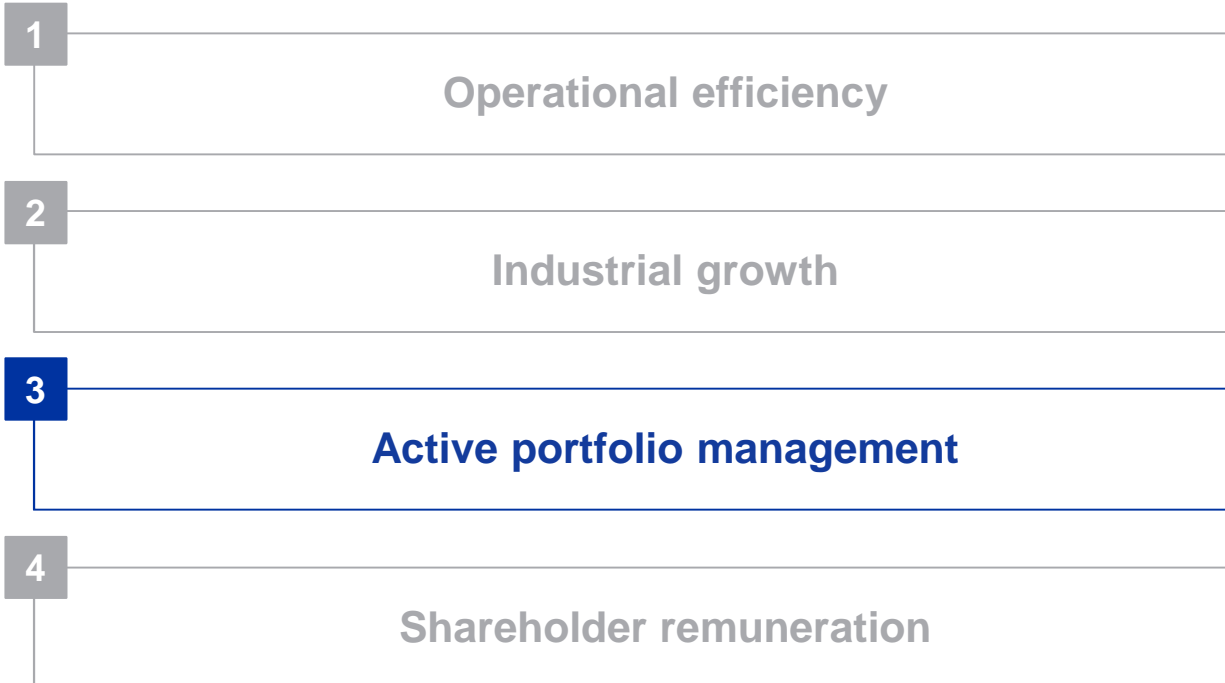 1
Operational efficiency
2
Industrial growth
3
Active portfolio management
4
Shareholder remuneration